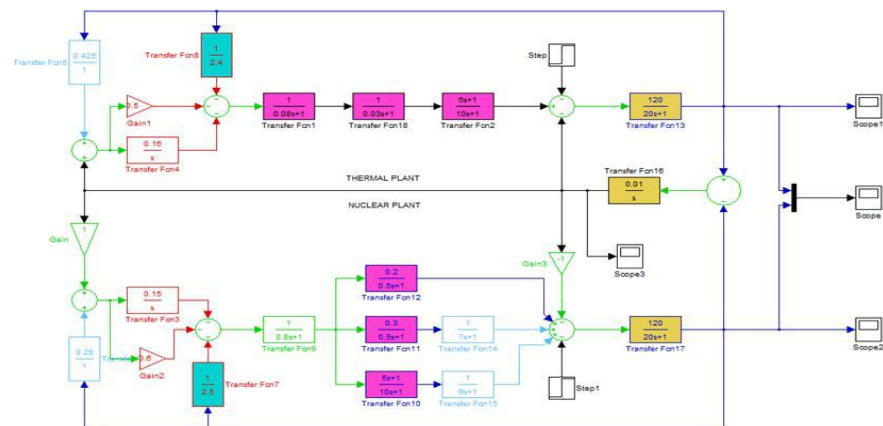 Transfer Fcn5
0.425
1
Transfer Fcn8
1
2.4
Step
0.5
Gain1
0.16
s
Transfer Fcn4
1
0.08s+1
Transfer Fcn1
1
0.03s+1
Transfer Fcn18
5s+1
10s+1
Transfer Fcn2
120
20s+1
Transfer Fcn13
Scope1
THERMAL PLANT
NUCLEAR PLANT
Transfer Fcn16
0.01
s
Scope
Scope3
1
Gain
-1
Gain3
0.15
s
Transfer Fcn3
0.6
Gain2
1
0.8s+1
Transfer Fcn9
0.2
0.5s+1
Transfer Fcn12
0.3
0.5s+1
Transfer Fcn11
1
7s+1
Transfer Fcn14
120
20s+1
Transfer Fcn17
Scope2
1
Transfer Fcn7
5s+1
10s+1
Transfer Fcn10
1
9s+1
Transfer Fcn15
Step1